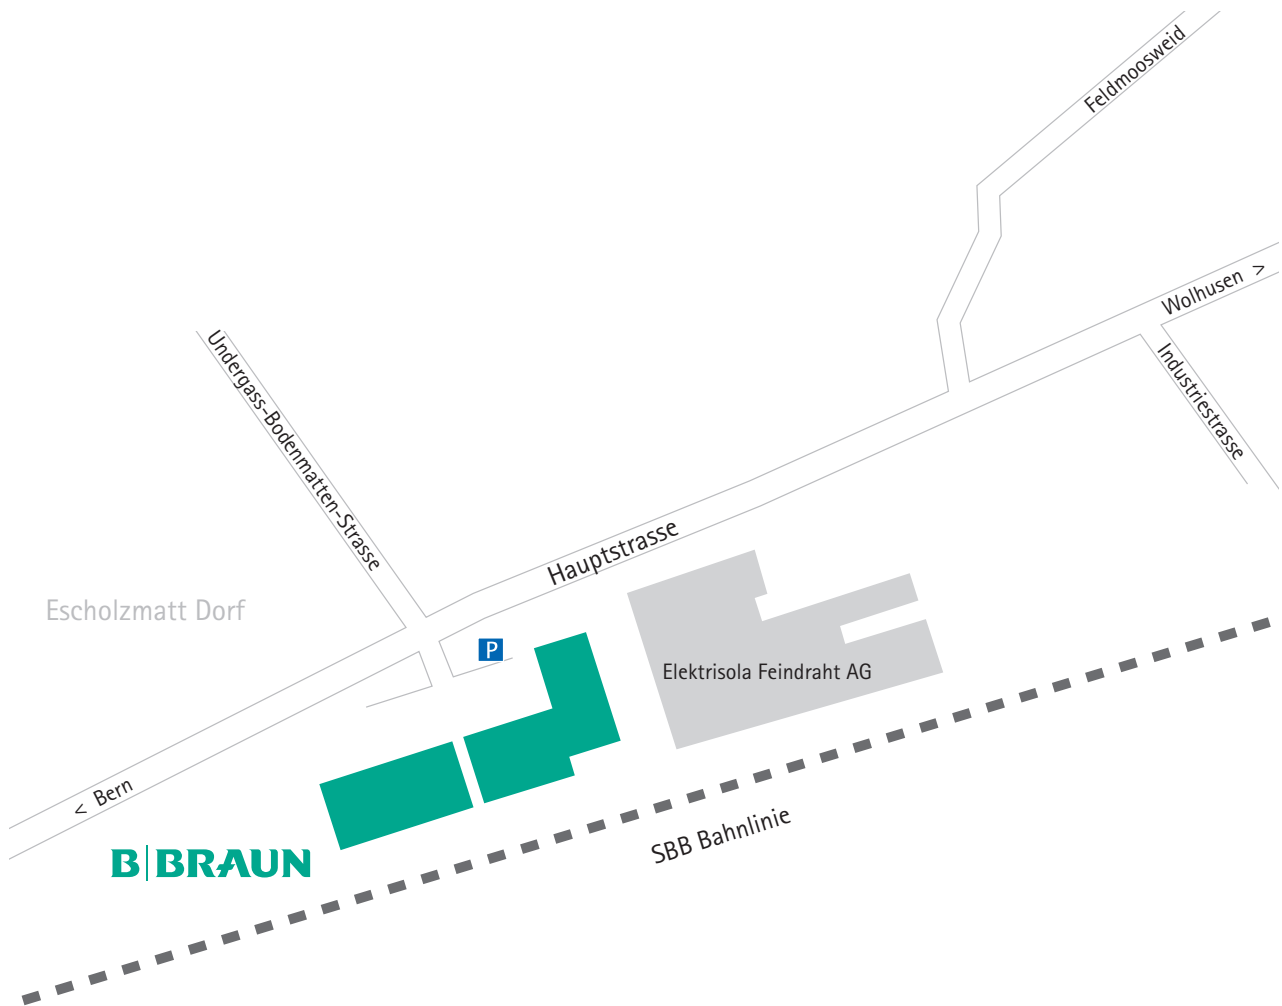 Feldmoosweid
Wolhusen >
Industriestrasse
Undergass-Bodenmatten-Strasse
Hauptstrasse
Escholzmatt Dorf
P
Elektrisola Feindraht AG
< Bern
SBB Bahnlinie
B|BRAUN